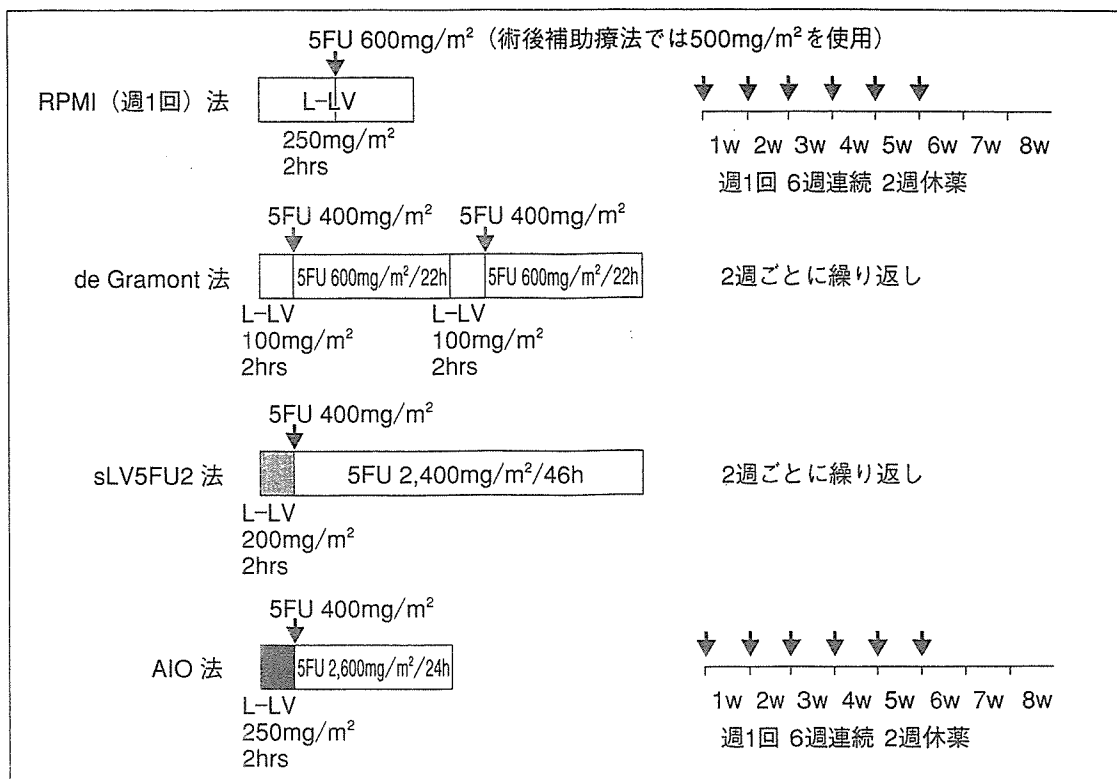 5FU 600mg/m²（術後補助療法では500mg/m²を使用）
RPMI（週1回）法
L-LV
250mg/m²
2hrs
1w 2w 3w 4w 5w 6w 7w 8w
週1回 6週連続 2週休薬
5FU 400mg/m² 5FU 400mg/m²
de Gramont 法
5FU 600mg/m²/22h 5FU 600mg/m²/22h
2週ごとに繰り返し
L-LV L-LV
100mg/m² 100mg/m²
2hrs 2hrs
5FU 400mg/m²
sLV5FU2 法
5FU 2,400mg/m²/46h
2週ごとに繰り返し
L-LV
200mg/m²
2hrs
5FU 400mg/m²
AIO 法
5FU 2,600mg/m²/24h
L-LV
250mg/m²
2hrs
1w 2w 3w 4w 5w 6w 7w 8w
週1回 6週連続 2週休薬